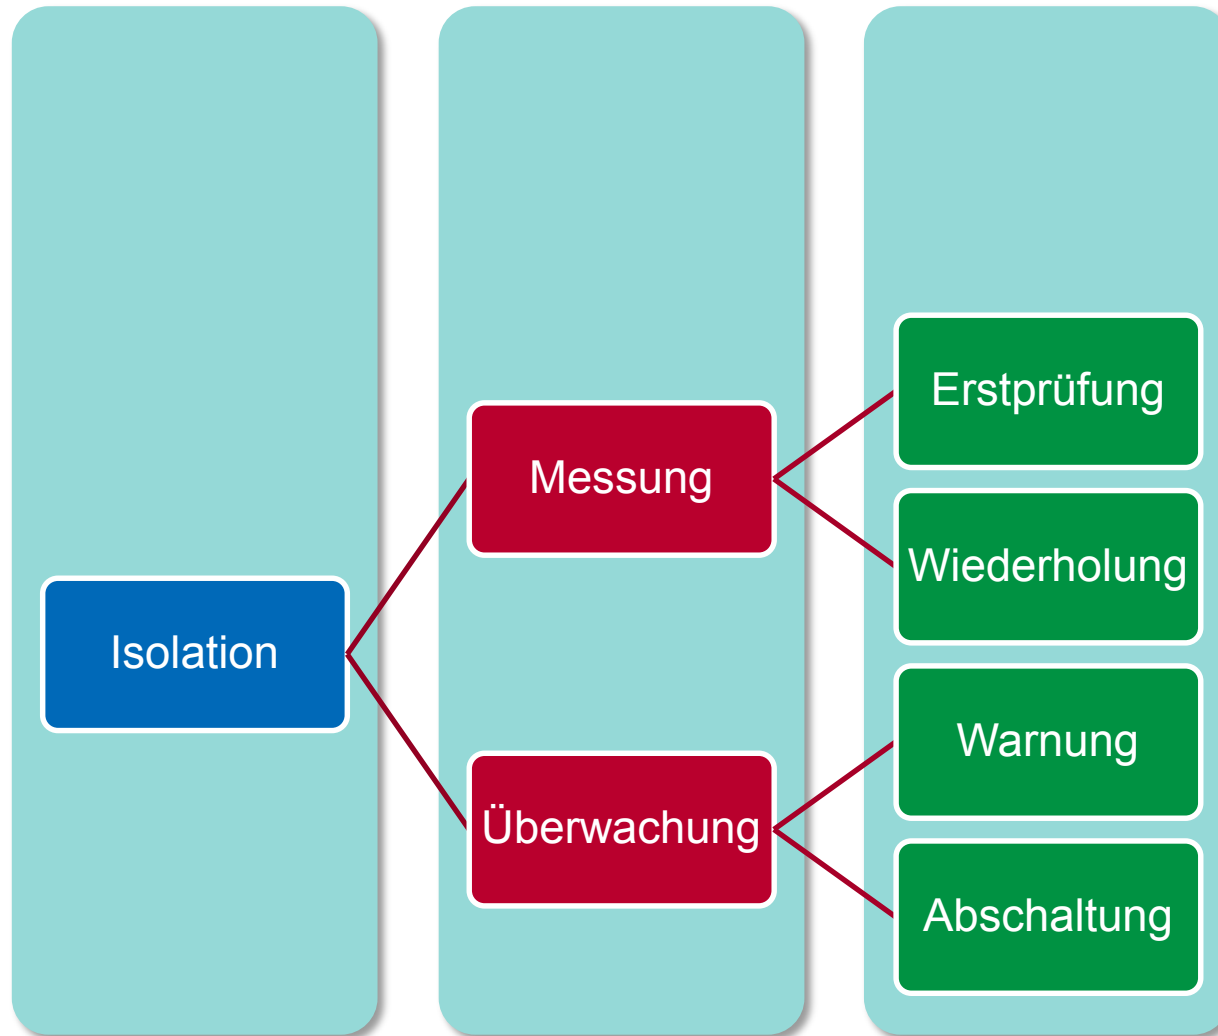 Isolation
Messung
Überwachung
Erstprüfung
Wiederholung
Warnung
Abschaltung